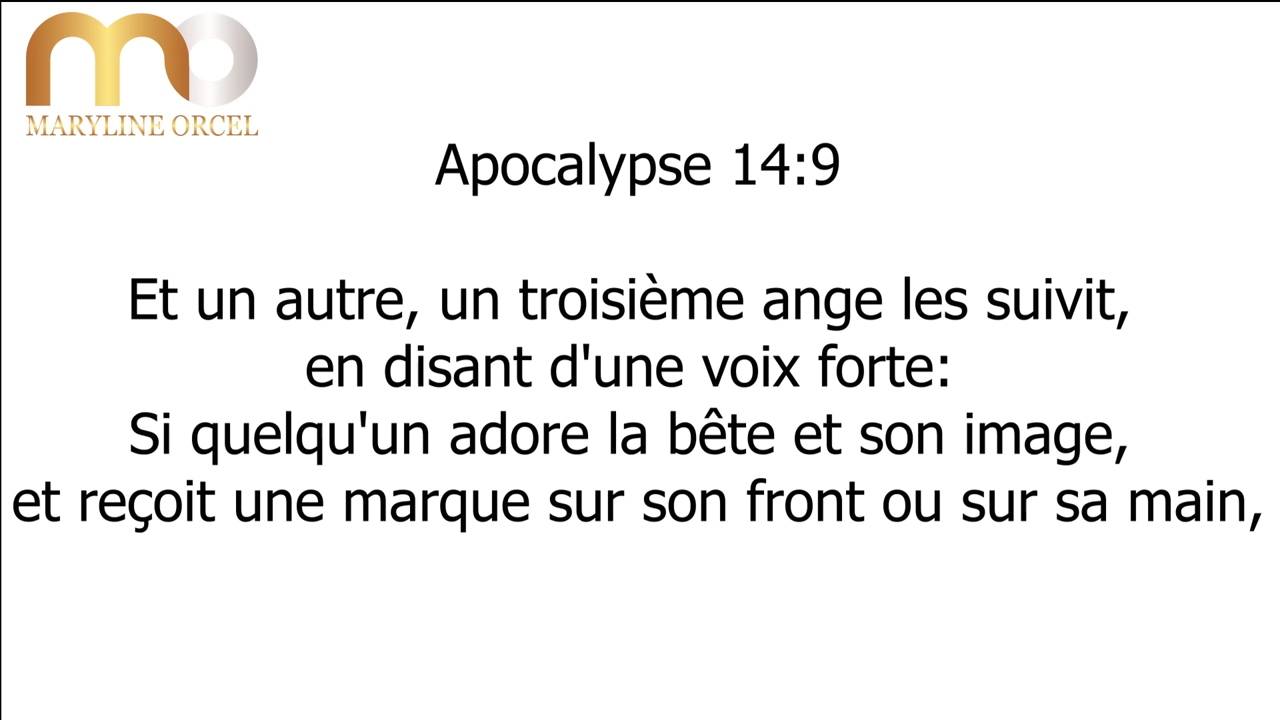 mo
MARYLINE ORCEL
Apocalypse 14:9
Et un autre, un troisième ange les suivit,
en disant d'une voix forte:
Si quelqu'un adore la bête et son image,
et reçoit une marque sur son front ou sur sa main,